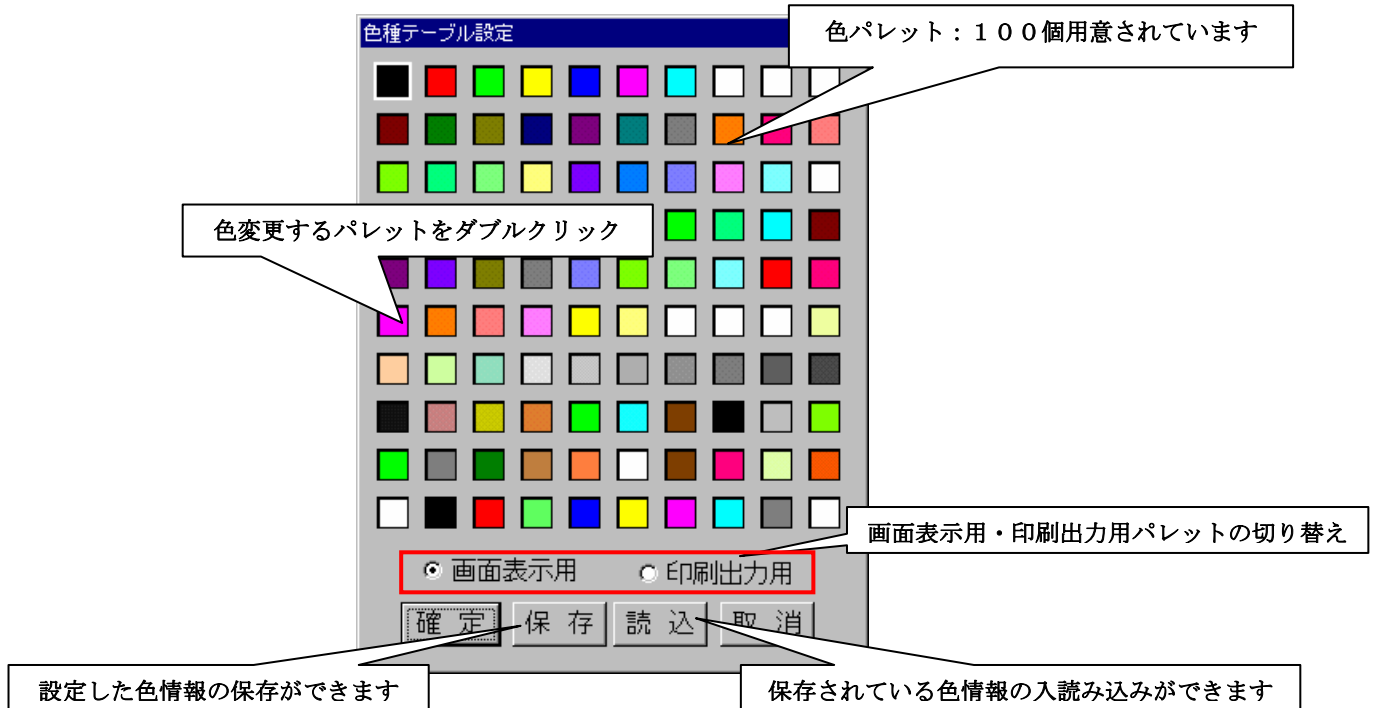 色種テーブル設定
色パレット：１００個用意されています
色変更するパレットをダブルクリック
画面表示用・印刷出力用パレットの切り替え
画面表示用 印刷出力用
確 定 保 存 読 込 取 消
設定した色情報の保存ができます
保存されている色情報の入読み込みができます